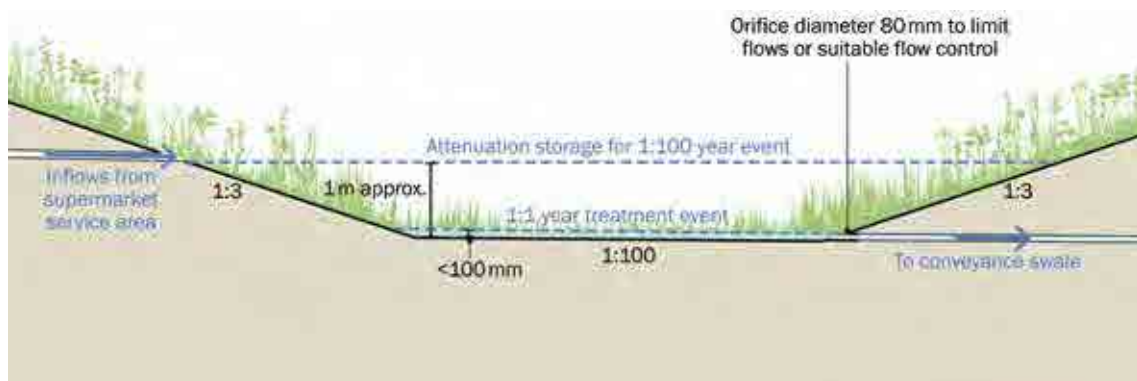 Orifice diameter 80 mm to limit
flows or suitable flow control
Attenuation storage for 1:100 year event
Inflows from
supermarket
service area
1:3
1 m approx.
1:3
1:1 year treatment event
<100 mm
1:100
To conveyance swale